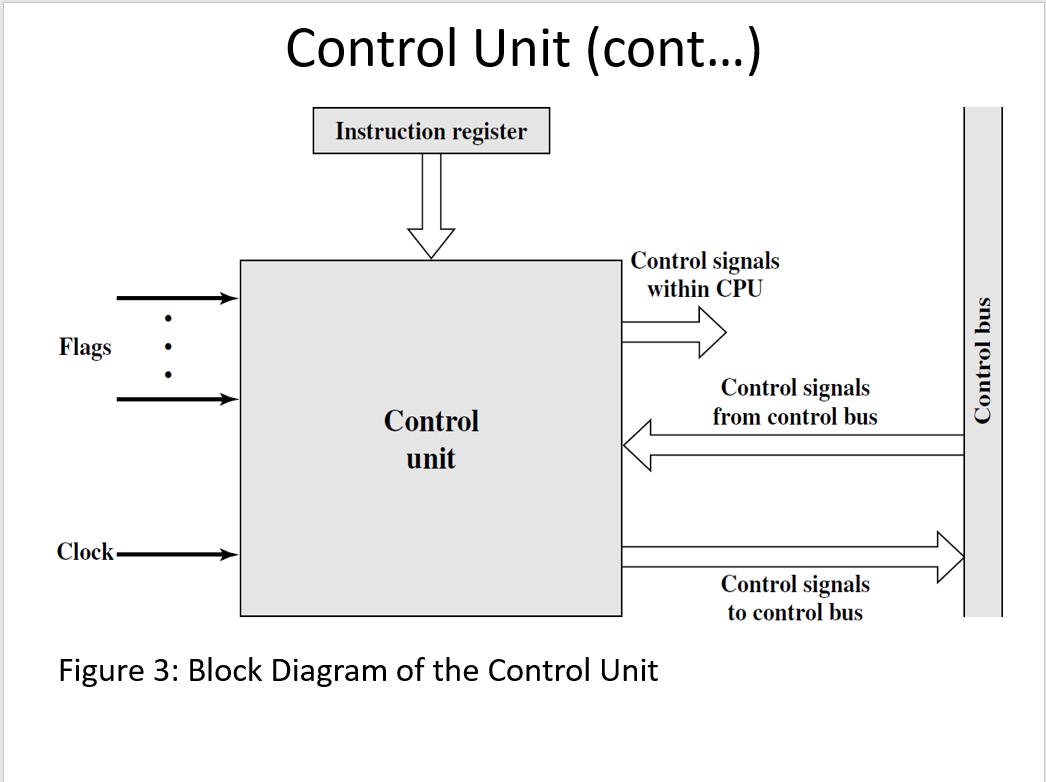 Control Unit (cont…)
Instruction register
Control signals
within CPU
Flags
Control signals
from control bus
Control bus
Control
unit
Clock
Control signals
to control bus
Figure 3: Block Diagram of the Control Unit